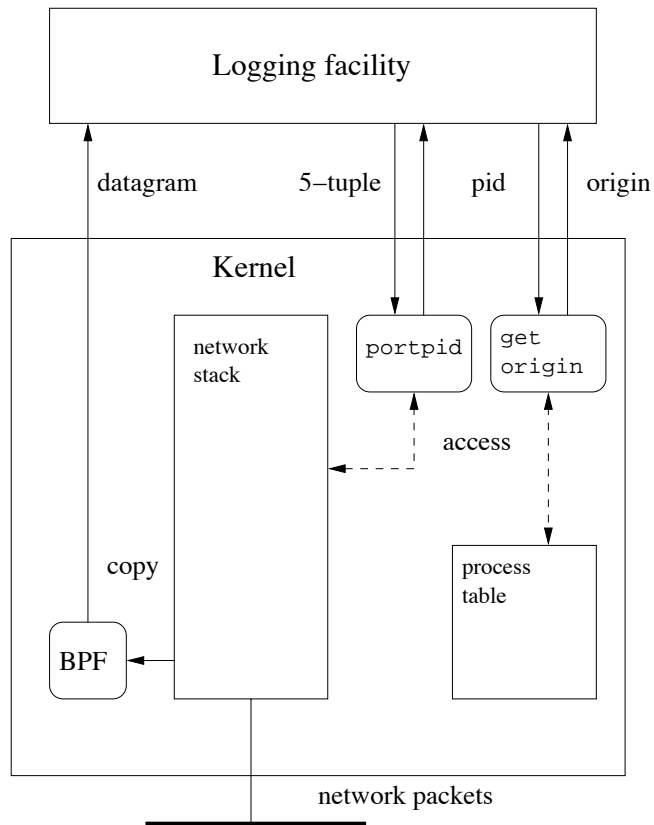 Logging facility
datagram
5–tuple
pid
origin
Kernel
network
stack
portpid
get
origin
access
copy
process
table
BPF
network packets